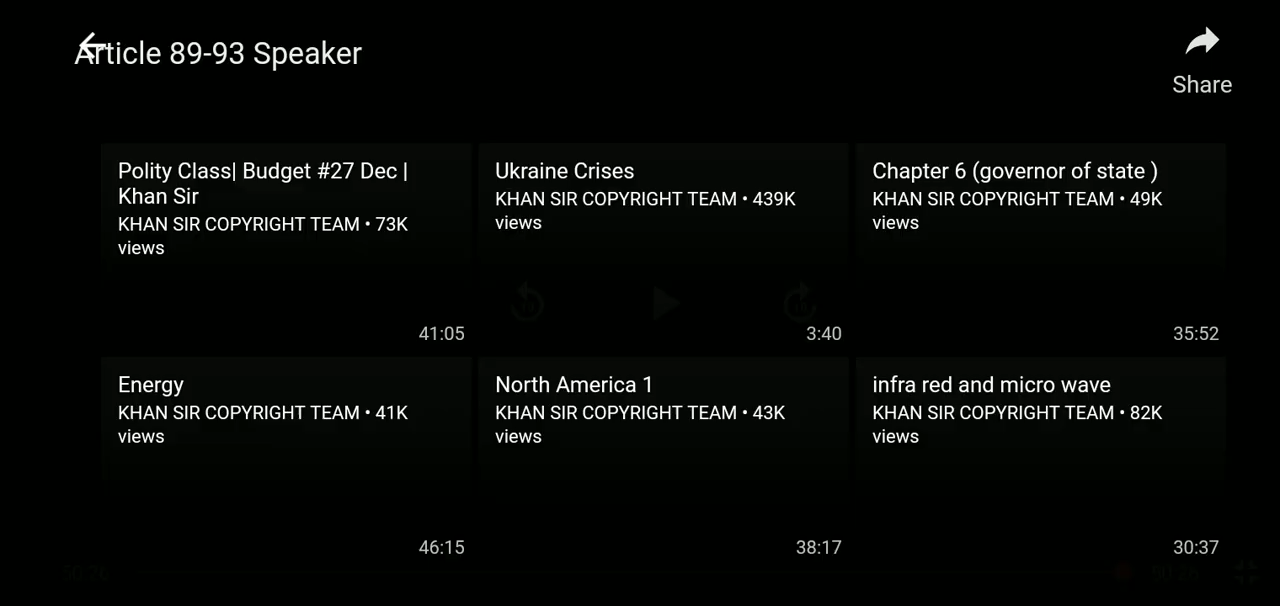 Article 89-93 Speaker
Share
Polity Class| Budget #27 Dec |
Khan Sir
KHAN SIR COPYRIGHT TEAM • 73K
views
41:05
Ukraine Crises
KHAN SIR COPYRIGHT TEAM • 439K
views
3:40
Chapter 6 (governor of state )
KHAN SIR COPYRIGHT TEAM • 49K
views
35:52
Energy
KHAN SIR COPYRIGHT TEAM • 41K
views
46:15
North America 1
KHAN SIR COPYRIGHT TEAM • 43K
views
38:17
infra red and micro wave
KHAN SIR COPYRIGHT TEAM • 82K
views
30:37